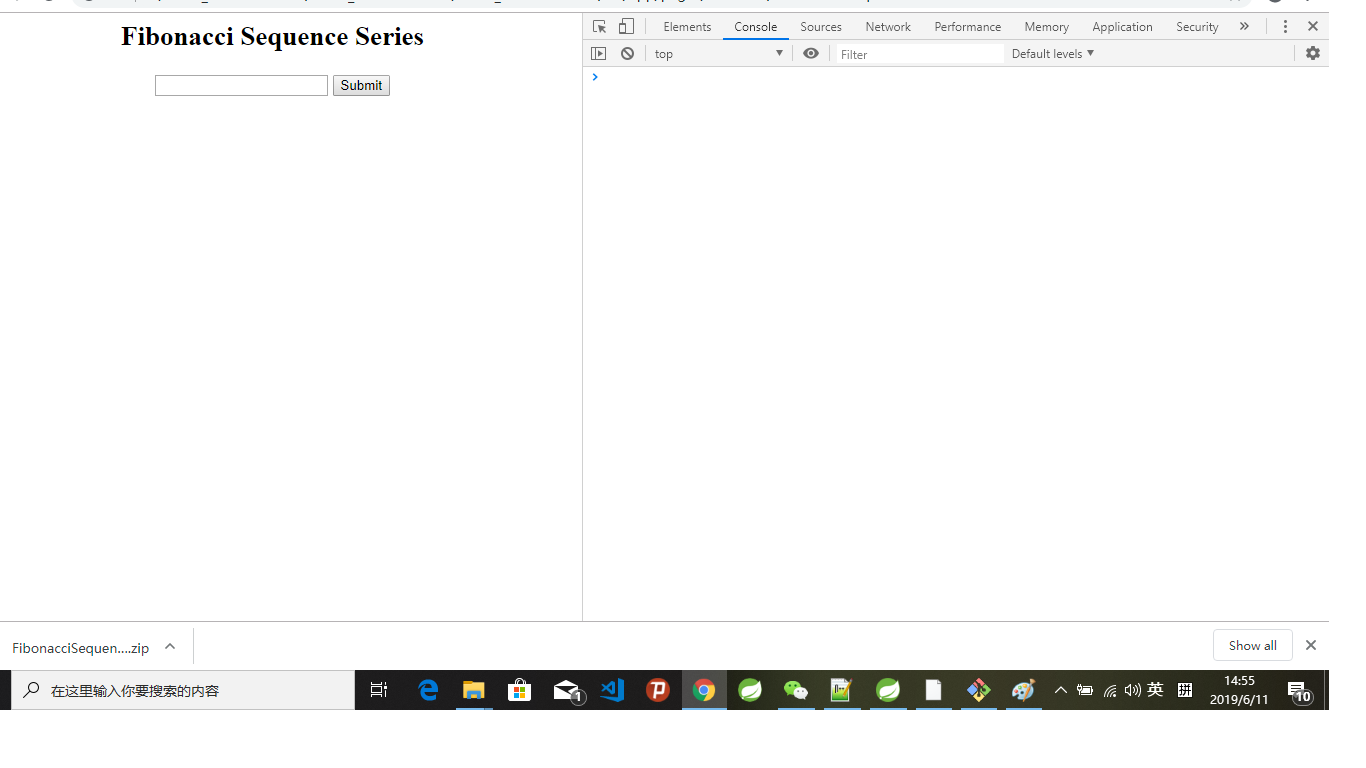 Fibonacci Sequence Series
Submit
Elements Console Sources Network Performance Memory Application Security »
top Filter Default levels
FibonacciSequen....zip
Show all
在这里输入你要搜索的内容
1
英
拼
14:55
2019/6/11
10